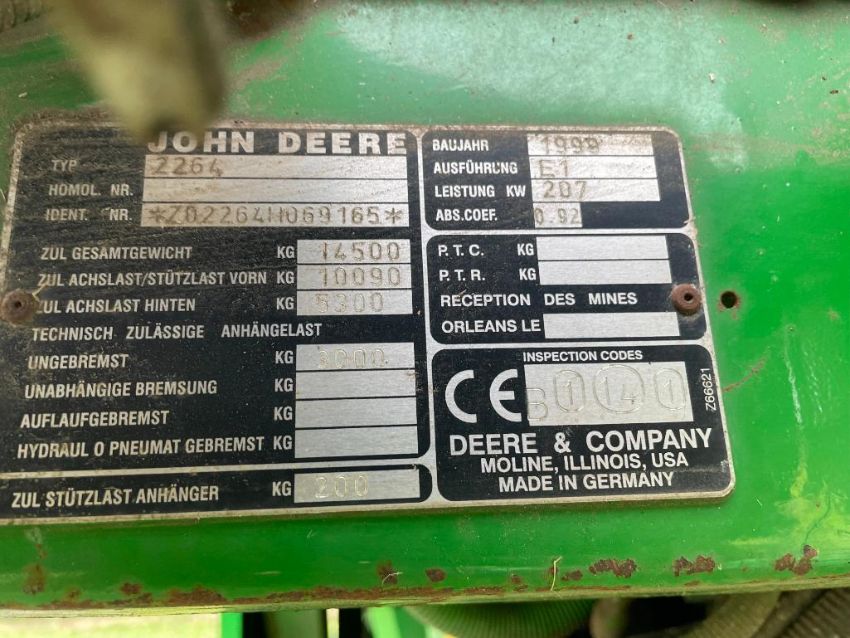 JOHN DEERE
TYP 2264
HOMOL. NR.
IDENT. NR. *Z02264H069165*
ZUL GESAMTGEWICHT KG 14500
ZUL ACHSLAST/STÜTZLAST VORN KG 10090
ZUL ACHSLAST HINTEN KG 5300
TECHNISCH ZULÄSSIGE ANHÄNGELAST
UNGEBREMST KG 3000
UNABHÄNGIGE BREMSUNG KG
AUFLAUFGEBREMST KG
HYDRAUL O PNEUMAT GEBREMST KG
ZUL STÜTZLAST ANHÄNGER KG 200
BAUJAHR 1999
AUSFÜHRUNG E1
LEISTUNG KW 207
ABS.COEF. 0.92
P.T.C. KG
P.T.R. KG
RECEPTION DES MINES
ORLEANS LE
INSPECTION CODES
CE
Z66621
DEERE & COMPANY
MOLINE, ILLINOIS, USA
MADE IN GERMANY